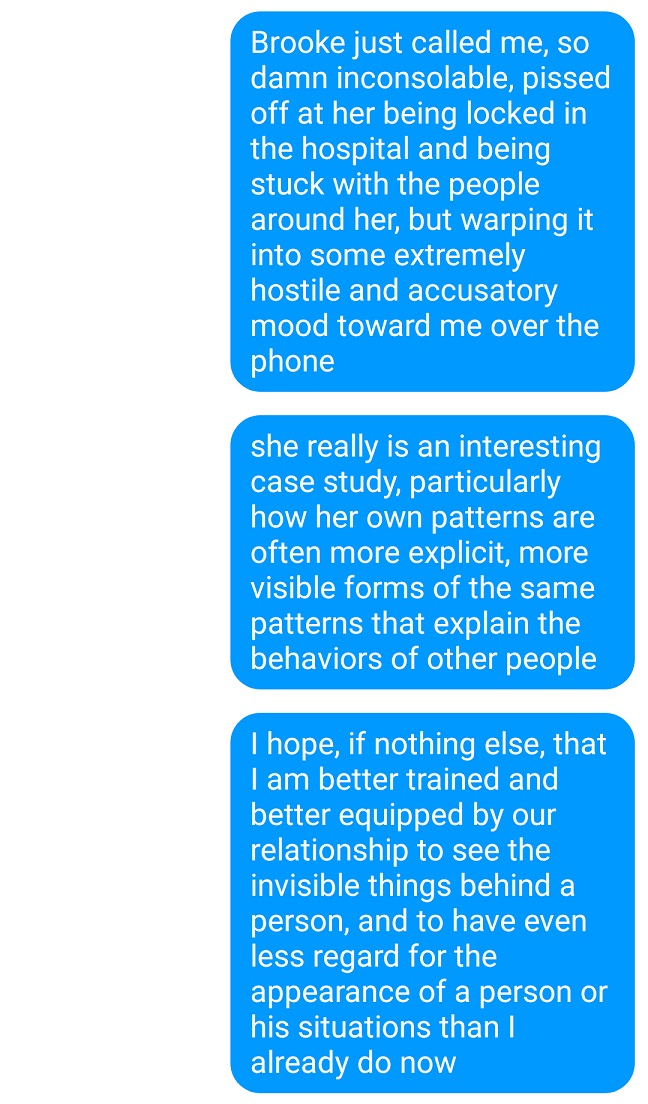 Brooke just called me, so
damn inconsolable, pissed
off at her being locked in
the hospital and being
stuck with the people
around her, but warping it
into some extremely
hostile and accusatory
mood toward me over the
phone
she really is an interesting
case study, particularly
how her own patterns are
often more explicit, more
visible forms of the same
patterns that explain the
behaviors of other people
I hope, if nothing else, that
I am better trained and
better equipped by our
relationship to see the
invisible things behind a
person, and to have even
less regard for the
appearance of a person or
his situations than I
already do now